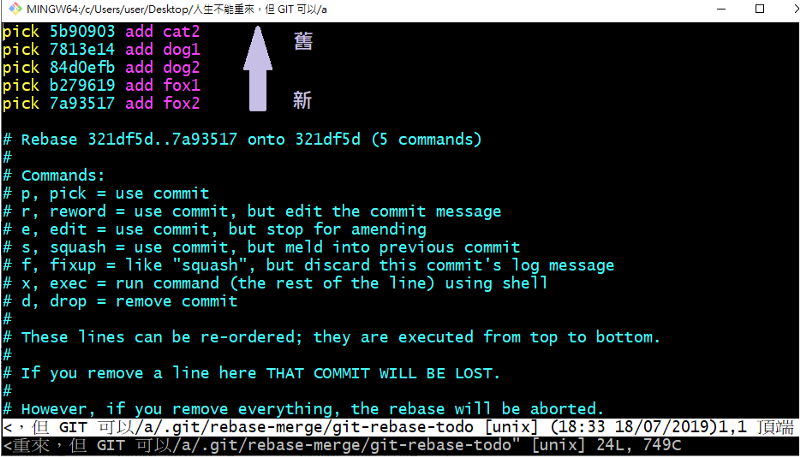 MINGW64:/c/Users/user/Desktop/人生不能重來，但 GIT 可以/a
pick 5b90903 add cat2
舊
pick 7813e14 add dog1
pick 84d0efb add dog2
pick b279619 add fox1
新
pick 7a93517 add fox2
# Rebase 321df5d..7a93517 onto 321df5d (5 commands)
#
# Commands:
# p, pick = use commit
# r, reword = use commit, but edit the commit message
# e, edit = use commit, but stop for amending
# s, squash = use commit, but meld into previous commit
# f, fixup = like "squash", but discard this commit's log message
# x, exec = run command (the rest of the line) using shell
# d, drop = remove commit
#
# These lines can be re-ordered; they are executed from top to bottom.
#
# If you remove a line here THAT COMMIT WILL BE LOST.
#
# However, if you remove everything, the rebase will be aborted.
<，但 GIT 可以/a/.git/rebase-merge/git-rebase-todo [unix] (18:33 18/07/2019)1,1 頂端
<重來，但 GIT 可以/a/.git/rebase-merge/git-rebase-todo" [unix] 24L, 749C